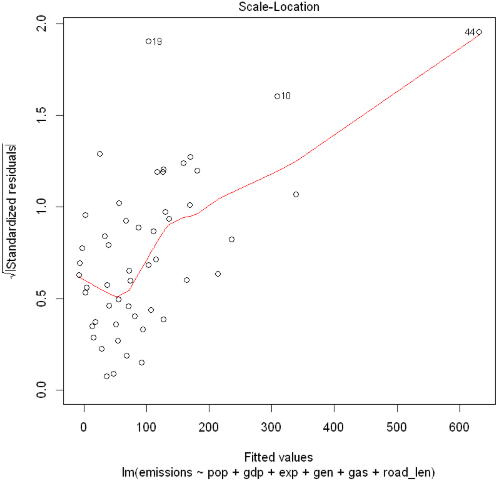 Scale-Location
2.0
1.5
1.0
0.5
0.0
√|Standardized residuals|
19
10
44
0 100 200 300 400 500 600
Fitted values
lm(emissions ~ pop + gdp + exp + gen + gas + road_len)